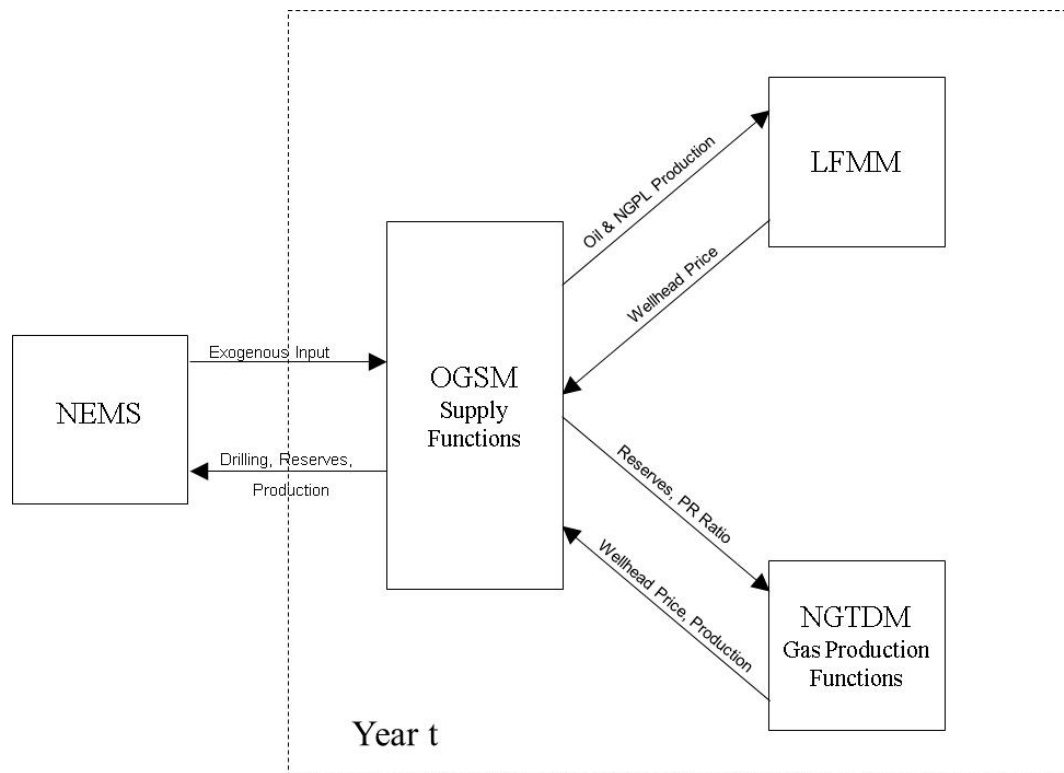 LFMM
Oil & NGPL Production
Wellhead Price
Exogenous Input
NEMS
OGSM
Supply
Functions
Drilling, Reserves,
Production
Reserves, PR Ratio
Wellhead Price, Production
NGTDM
Gas Production
Functions
Year t